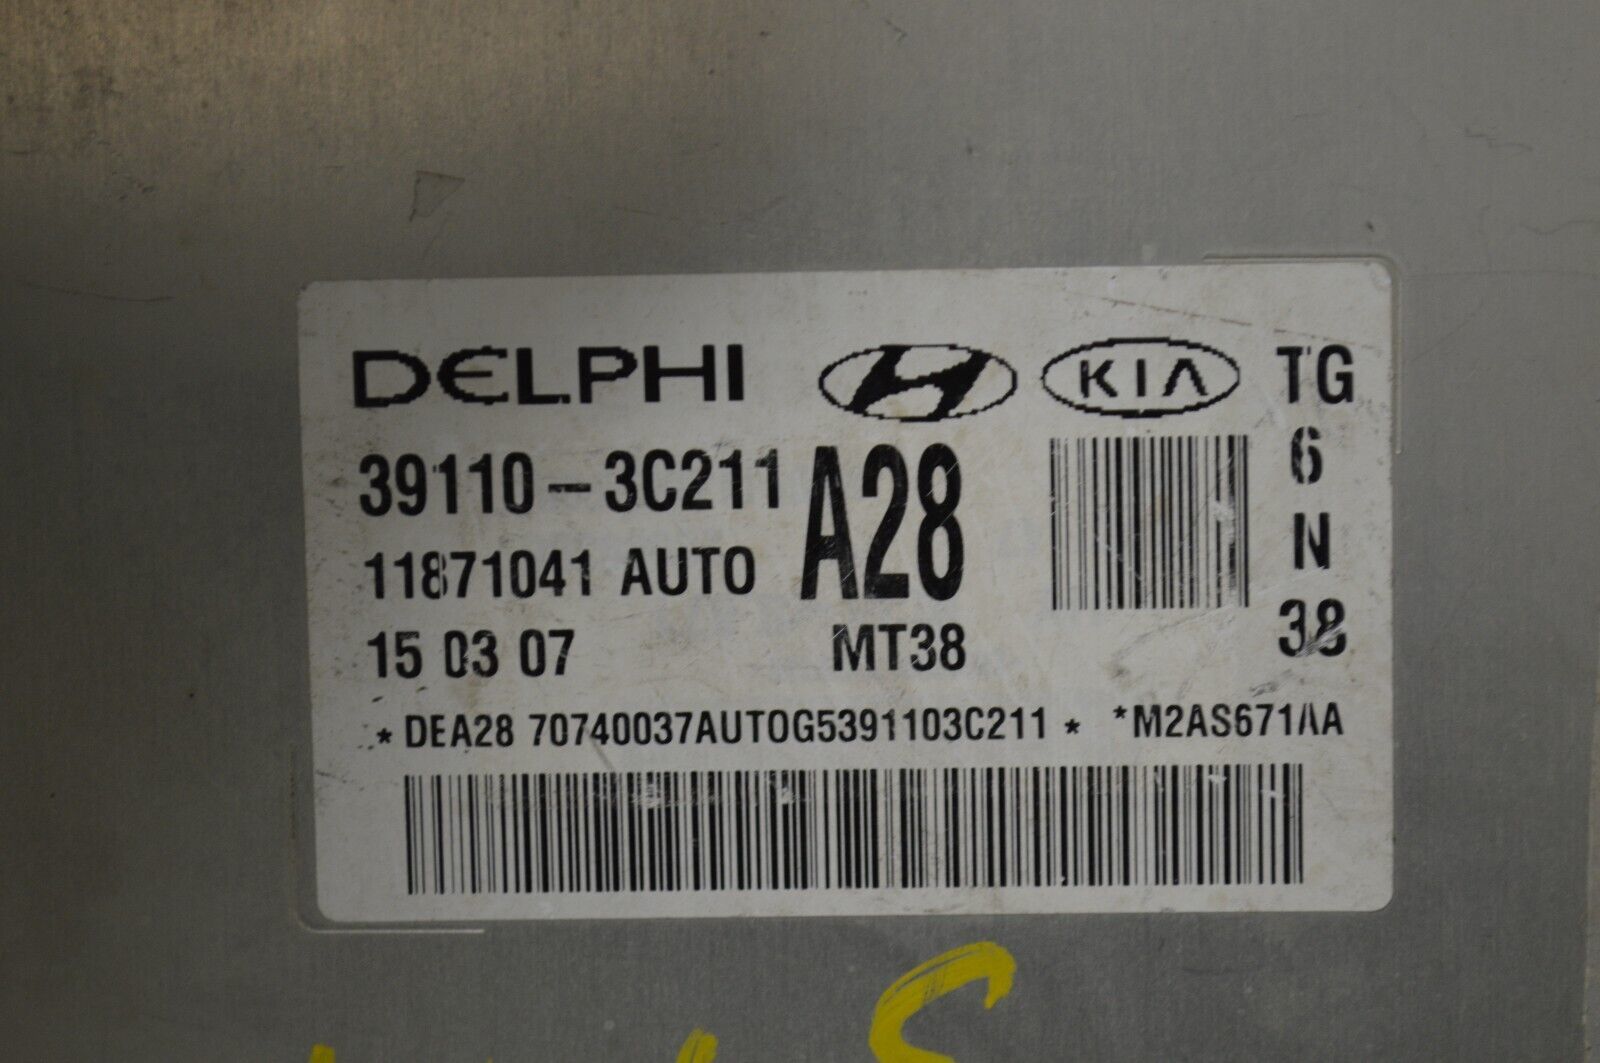 DELPHI KIA TG
39110-3C211 A28 6
11871041 AUTO N
15 03 07 MT38 38
*DEA28 70740037AUTOG5391103C211* *M2AS671AA